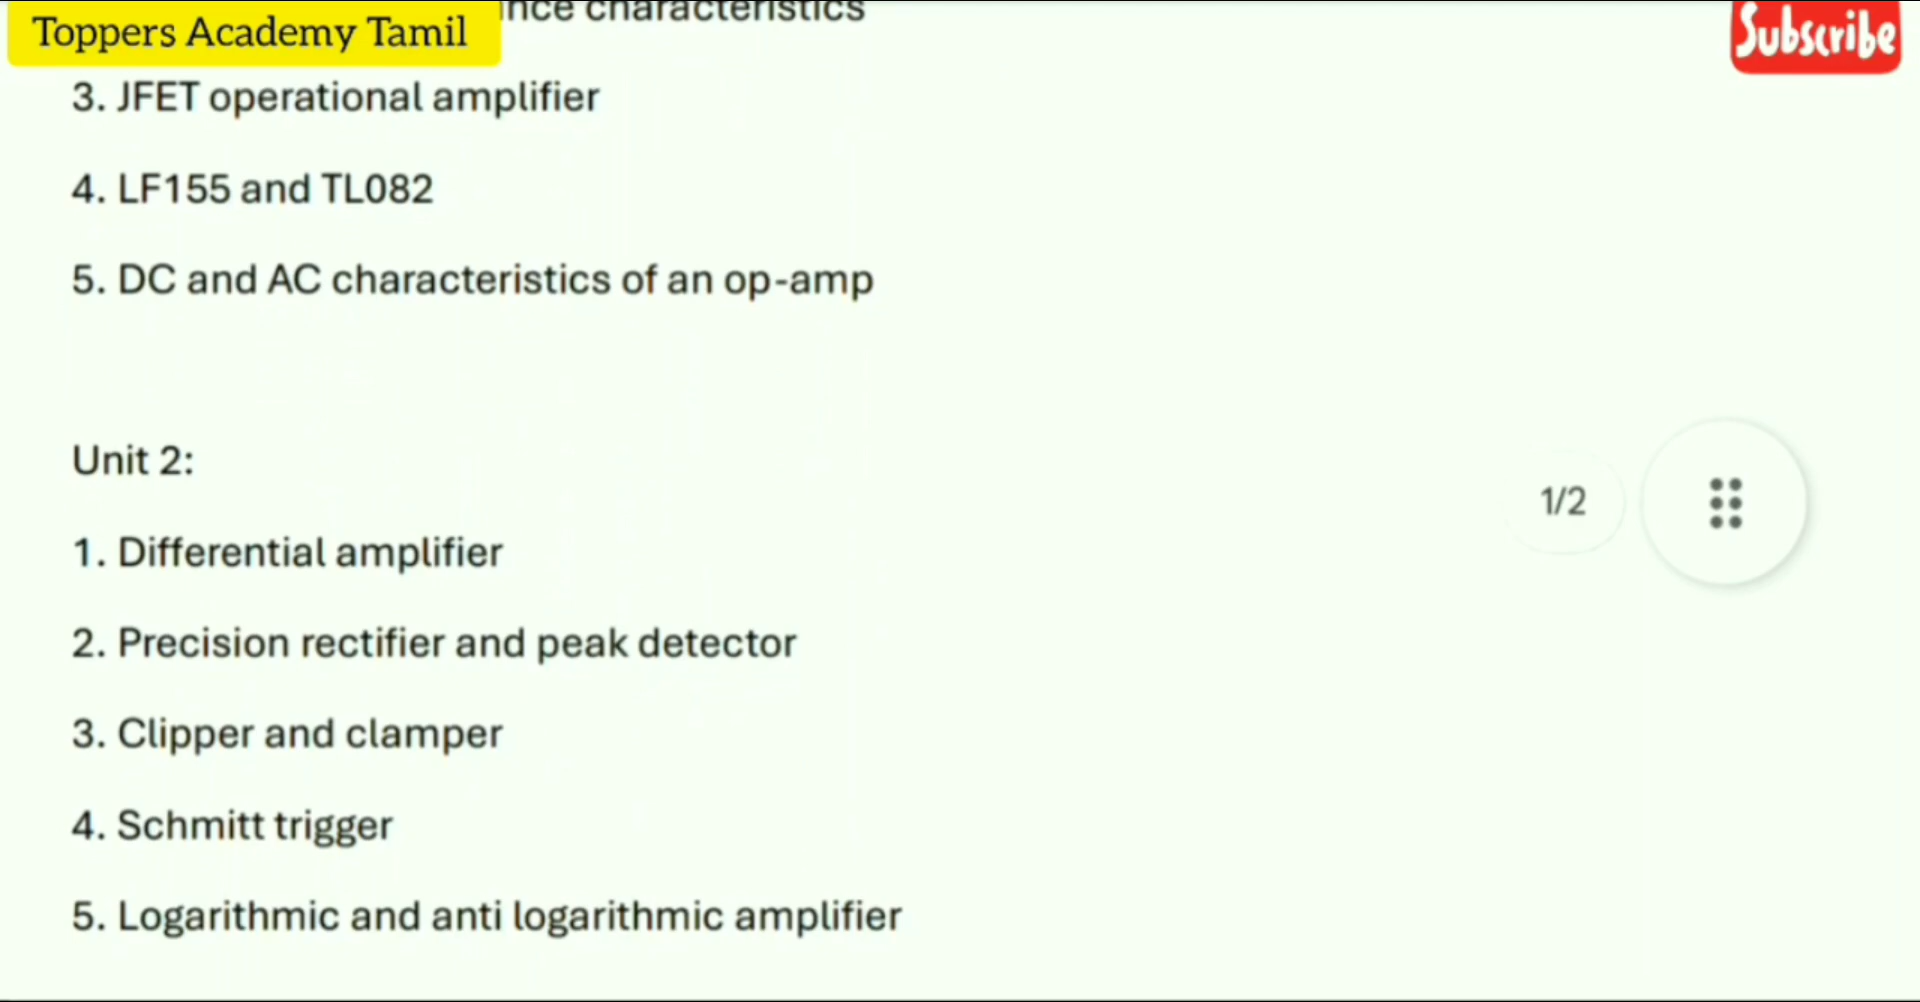 Toppers Academy Tamil
characteristics
Subscribe
3. JFET operational amplifier
4. LF155 and TL082
5. DC and AC characteristics of an op-amp
Unit 2:
1/2
1. Differential amplifier
2. Precision rectifier and peak detector
3. Clipper and clamper
4. Schmitt trigger
5. Logarithmic and anti logarithmic amplifier